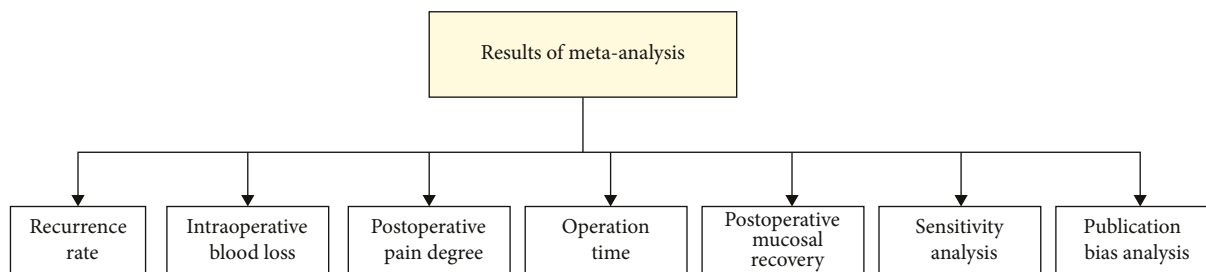 Results of meta-analysis
Recurrence
rate
Intraoperative
blood loss
Postoperative
pain degree
Operation
time
Postoperative
mucosal
recovery
Sensitivity
analysis
Publication
bias analysis